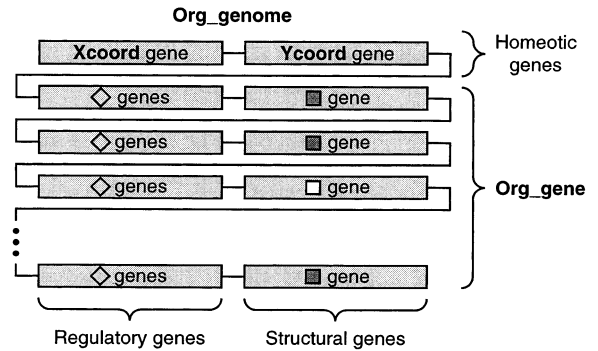 Org_genome
Xcoord gene Ycoord gene
Homeotic
genes
genes gene
genes gene
genes gene
Org_gene
genes gene
Regulatory genes Structural genes